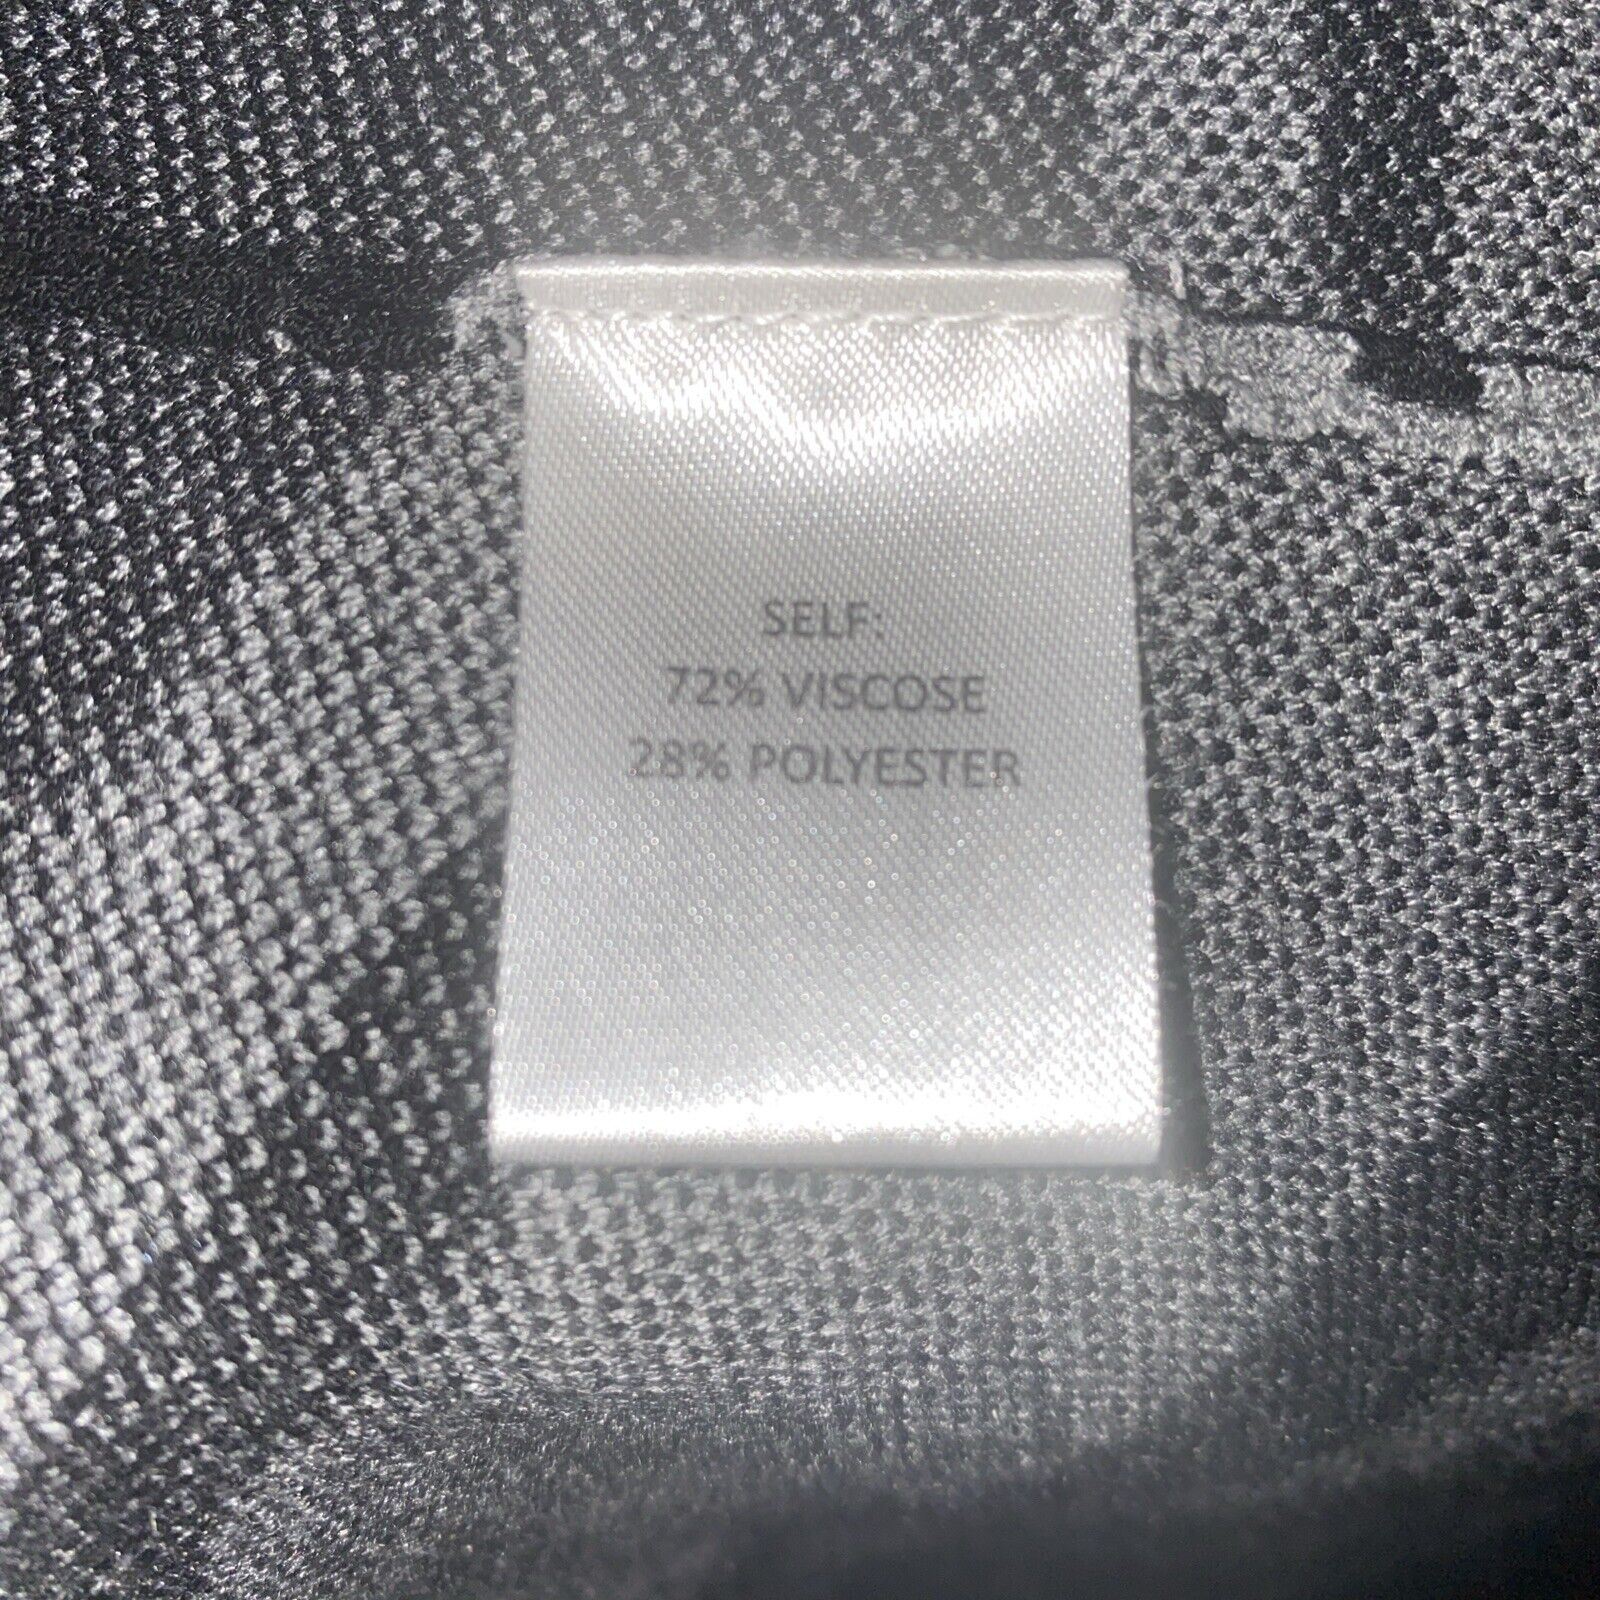 SELF:
72% VISCOSE
28% POLYESTER